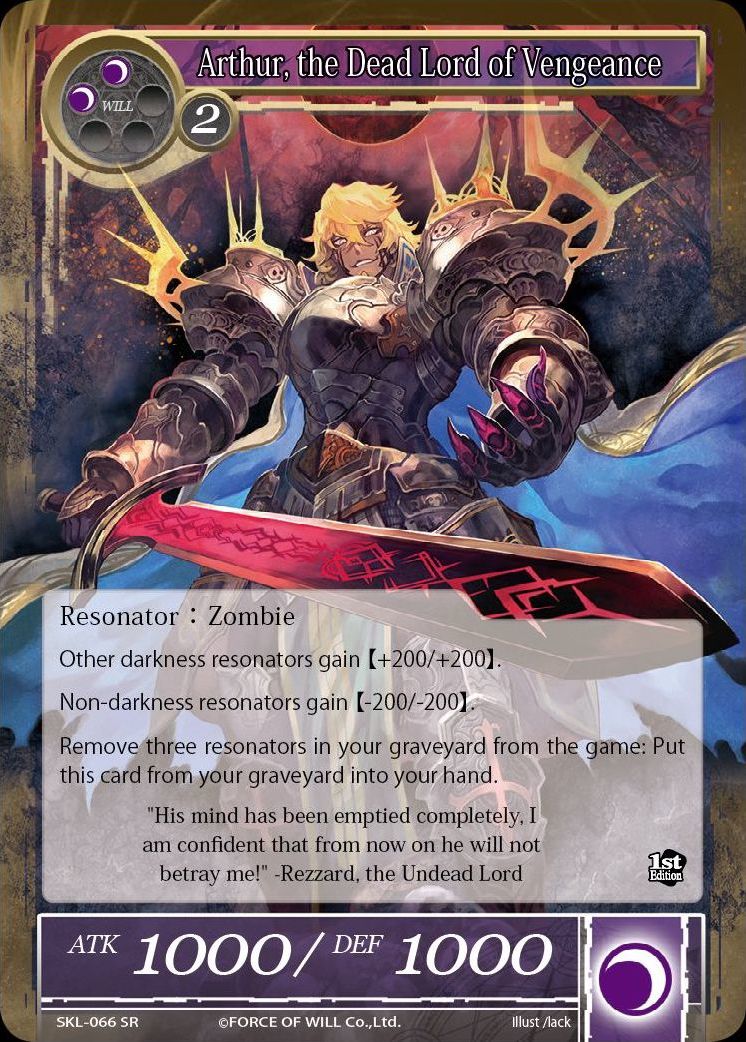 Arthur, the Dead Lord of Vengeance
WILL
2
Resonator : Zombie
Other darkness resonators gain 【+200/+200】.
Non-darkness resonators gain 【-200/-200】.
Remove three resonators in your graveyard from the game: Put
this card from your graveyard into your hand.
"His mind has been emptied completely, I
am confident that from now on he will not
betray me!" -Rezzard, the Undead Lord
1st
Edition
ATK 1000/ DEF 1000
SKL-066 SR ©FORCE OF WILL Co.,Ltd. Illust /lack